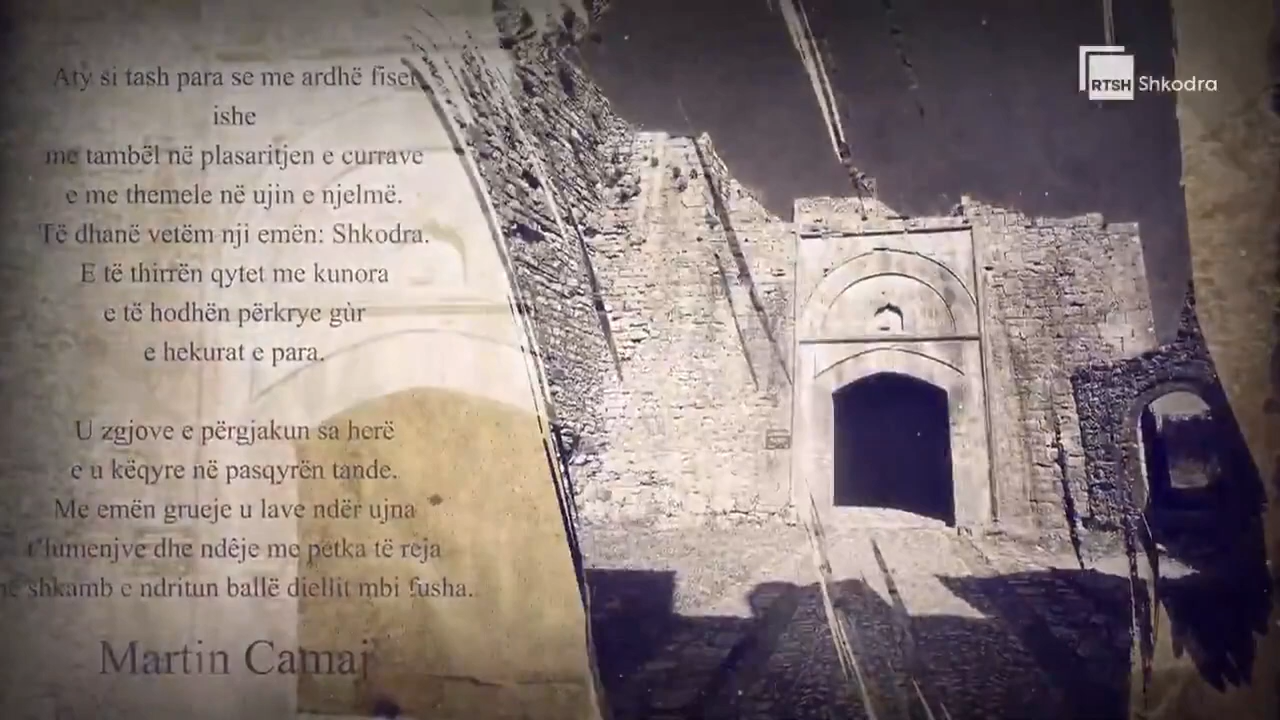 Aty si tash para se me ardhë fiset
ishe
me tambël në plasaritjen e currave
e me themele në ujin e njelmë.
Të dhanë vetëm nji emën: Shkodra.
E të thirrën qytet me kunora
e të hodhën përkrye gùr
e hekurat e para.
U zgjove e përgjakun sa herë
e u këqyre në pasqyrën tande.
Me emën grueje u lave ndër ujna
t'lumenjve dhe ndêje me petka të reja
në shkamb e ndritun ballë diellit mbi fusha.
Martin Camaj
RTSH Shkodra